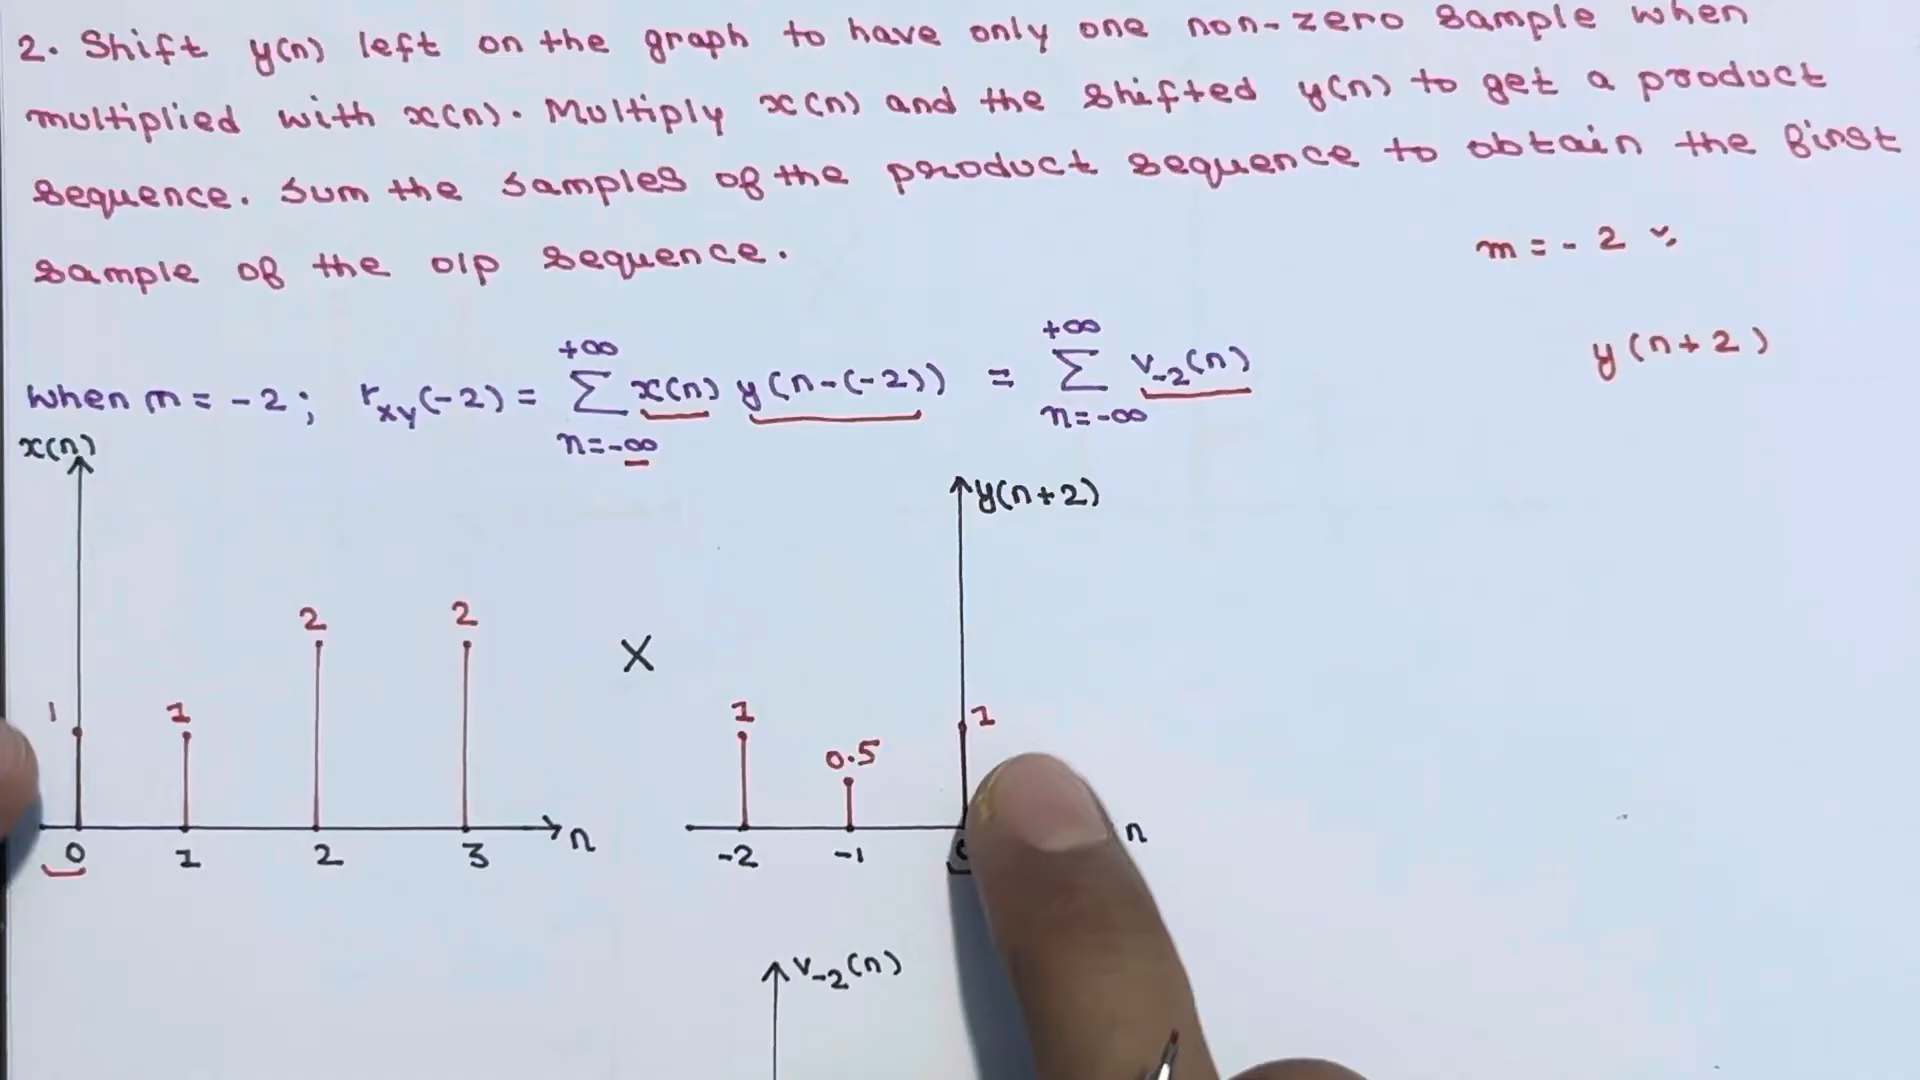 2. Shift y(n) left on the graph to have only one non-zero sample when
multiplied with x(n). Multiply x(n) and the shifted y(n) to get a product
sequence. Sum the samples of the product sequence to obtain the first
sample of the o/p sequence.
m = - 2
y(n+2)
when m = -2; r_xy(-2) = +∞ Σ n=-∞ x(n) y(n-(-2)) = +∞ Σ n=-∞ v_-2(n)
x(n)
y(n+2)
2 2
X
1 1 1 0.5 1
0 1 2 3 n -2 -1 n
v_-2(n)